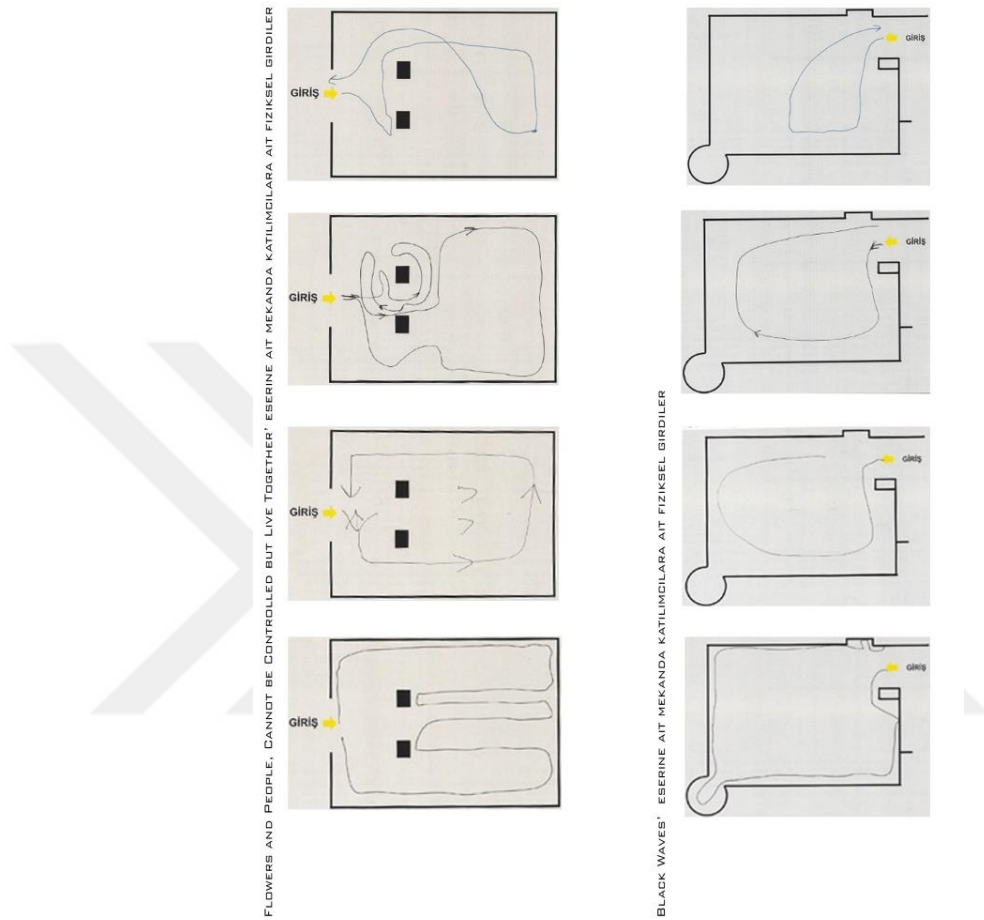 FLOWERS AND PEOPLE, CANNOT BE CONTROLLED BUT LIVE TOGETHER' ESERINE AIT MEKANDA KATILIMCILARA AIT FIZIKSEL GIRDILER
GİRİŞ
GİRİŞ
GİRİŞ
GİRİŞ
BLACK WAVES' ESERINE AIT MEKANDA KATILIMCILARA AIT FIZIKSEL GIRDILER
GİRİŞ
GİRİŞ
GİRİŞ
GİRİŞ